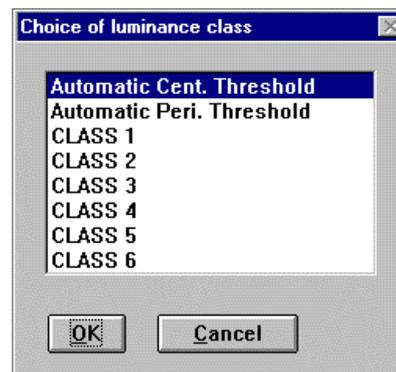 Choice of luminance class
Automatic Cent. Threshold
Automatic Peri. Threshold
CLASS 1
CLASS 2
CLASS 3
CLASS 4
CLASS 5
CLASS 6
OK Cancel